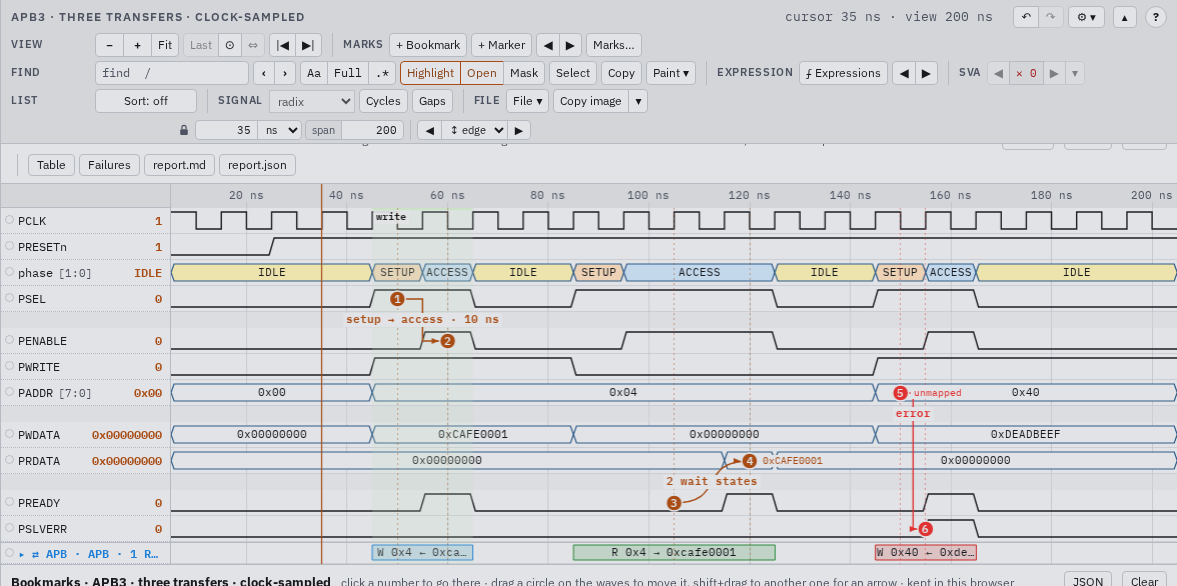 APB3 · THREE TRANSFERS · CLOCK-SAMPLED cursor 35 ns · view 200 ns ↶ ↷ ⚙ ▾ ▲ ?
VIEW − + Fit Last ⊙ ⇔ |◀ ▶| MARKS + Bookmark + Marker ◀ ▶ Marks...
FIND find / ‹ › Aa Full .* Highlight Open Mask Select Copy Paint ▾ EXPRESSION ƒ Expressions ◀ ▶ SVA ◀ × 0 ▶ ▾
LIST Sort: off SIGNAL radix Cycles Gaps FILE File ▾ Copy image ▾
35 ns span 200 ◀ ↕ edge ▶
Table Failures report.md report.json
20 ns 40 ns 60 ns 80 ns 100 ns 120 ns 140 ns 160 ns 180 ns 200 ns
PCLK 1 write
PRESETn 1
phase [1:0] IDLE IDLE SETUP ACCESS IDLE SETUP ACCESS IDLE SETUP ACCESS IDLE
PSEL 0 1
setup → access · 10 ns
PENABLE 0 2
PWRITE 0
PADDR [7:0] 0x00 0x00 0x04 5 unmapped 0x40
error
PWDATA 0x00000000 0x00000000 0xCAFE0001 0x00000000 0xDEADBEEF
PRDATA 0x00000000 0x00000000 4 0xCAFE0001 0x00000000
2 wait states
PREADY 0 3
PSLVERR 0 6
▸ ⇄ APB · APB · 1 R… W 0x4 ← 0xca… R 0x4 → 0xcafe0001 W 0x40 ← 0xde…
Bookmarks · APB3 · three transfers · clock-sampled click a number to go there · drag a circle on the waves to move it, shift+drag to another one for an arrow · kept in this browser JSON Clear